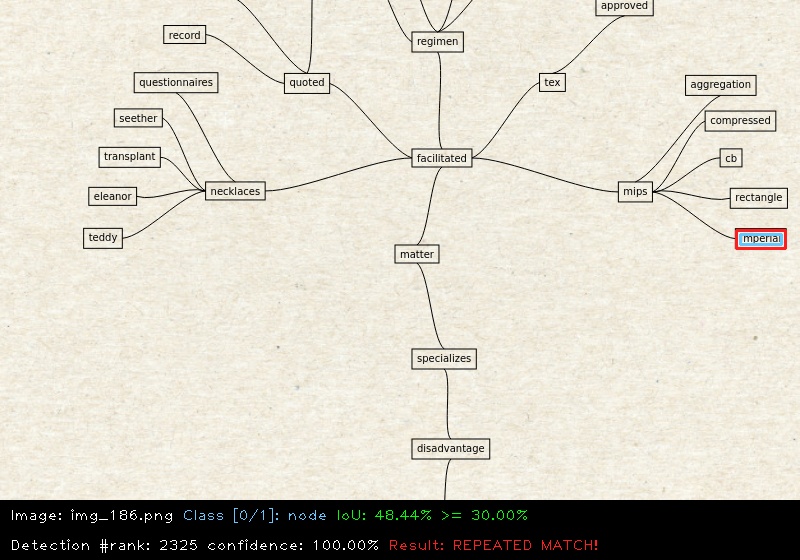 approved
record
regimen
questionnaires
quoted
tex
aggregation
seether
compressed
transplant
facilitated
cb
eleanor
necklaces
mips
rectangle
teddy
matter
specializes
disadvantage
Image: img_186.png Class [0/1]: node IoU: 48.44% >= 30.00%
Detection #rank: 2325 confidence: 100.00% Result: REPEATED MATCH!